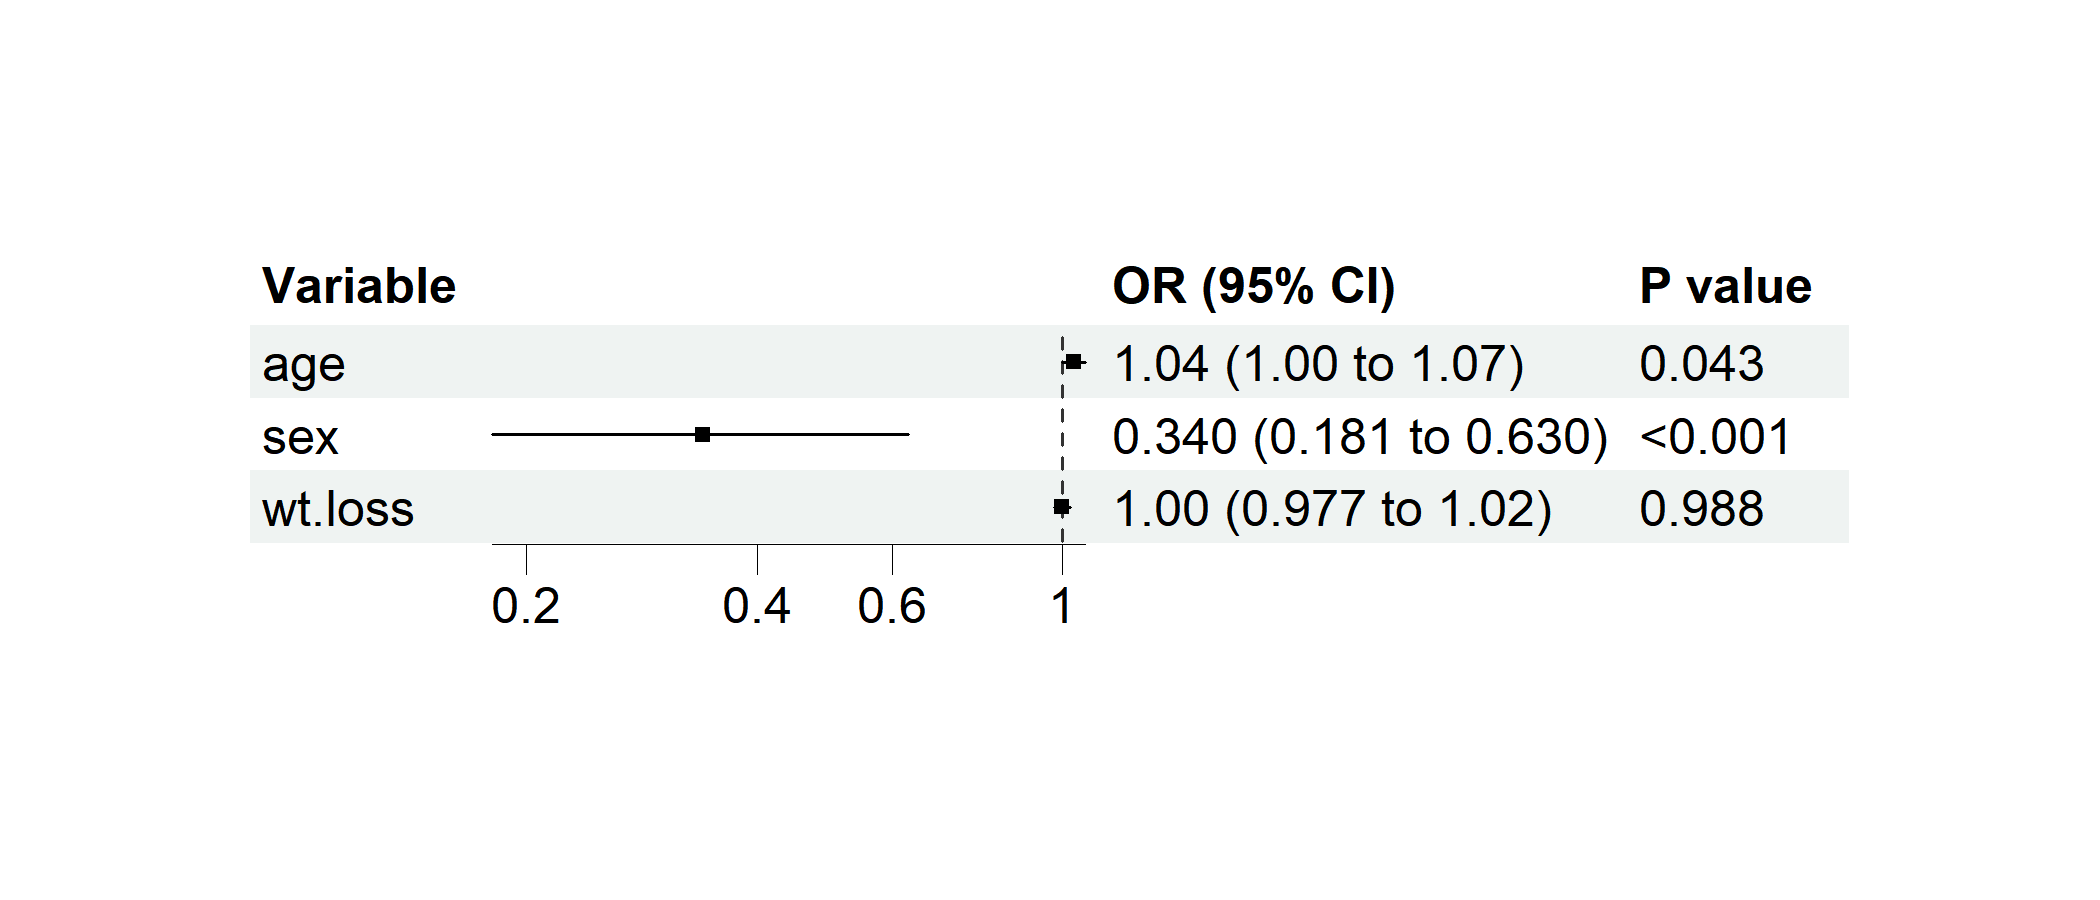 Variable OR (95% CI) P value
age 1.04 (1.00 to 1.07) 0.043
sex 0.340 (0.181 to 0.630) <0.001
wt.loss 1.00 (0.977 to 1.02) 0.988
0.2 0.4 0.6 1